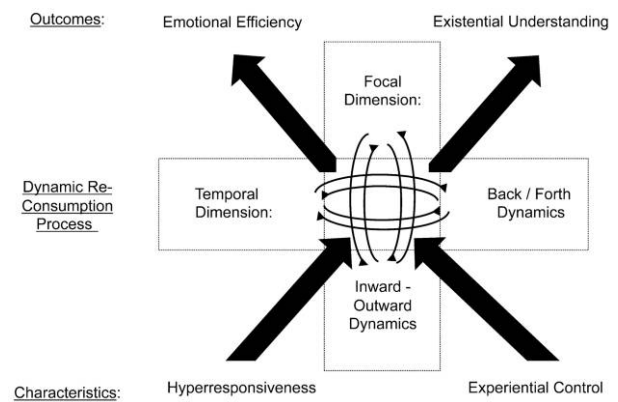 Outcomes:
Emotional Efficiency
Existential Understanding
Focal
Dimension:
Dynamic Re-
Consumption
Process
Temporal
Dimension:
Back / Forth
Dynamics
Inward -
Outward
Dynamics
Characteristics:
Hyperresponsiveness
Experiential Control